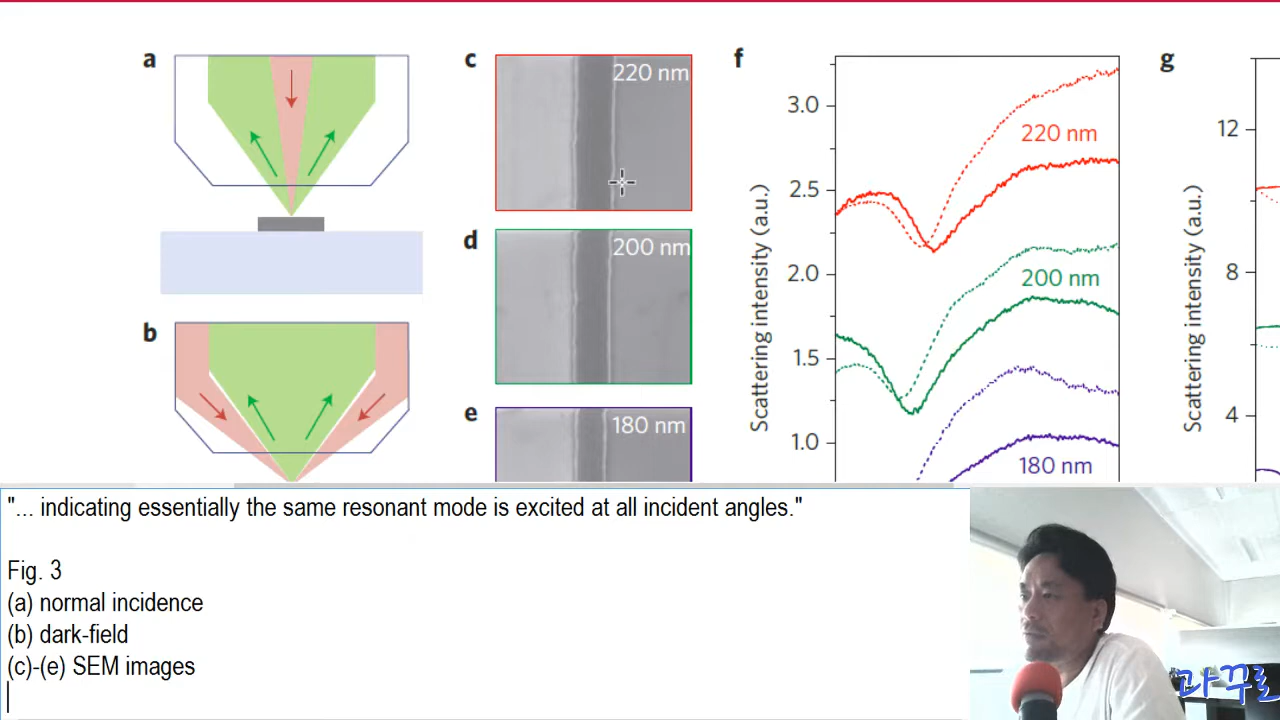 a
c
220 nm
f
g
3.0
220 nm
12
2.5
Scattering intensity (a.u.)
Scattering intensity (a.u.)
d
200 nm
2.0
200 nm
8
b
1.5
e
180 nm
4
1.0
180 nm
"... indicating essentially the same resonant mode is excited at all incident angles."
Fig. 3
(a) normal incidence
(b) dark-field
(c)-(e) SEM images
과 꾸로